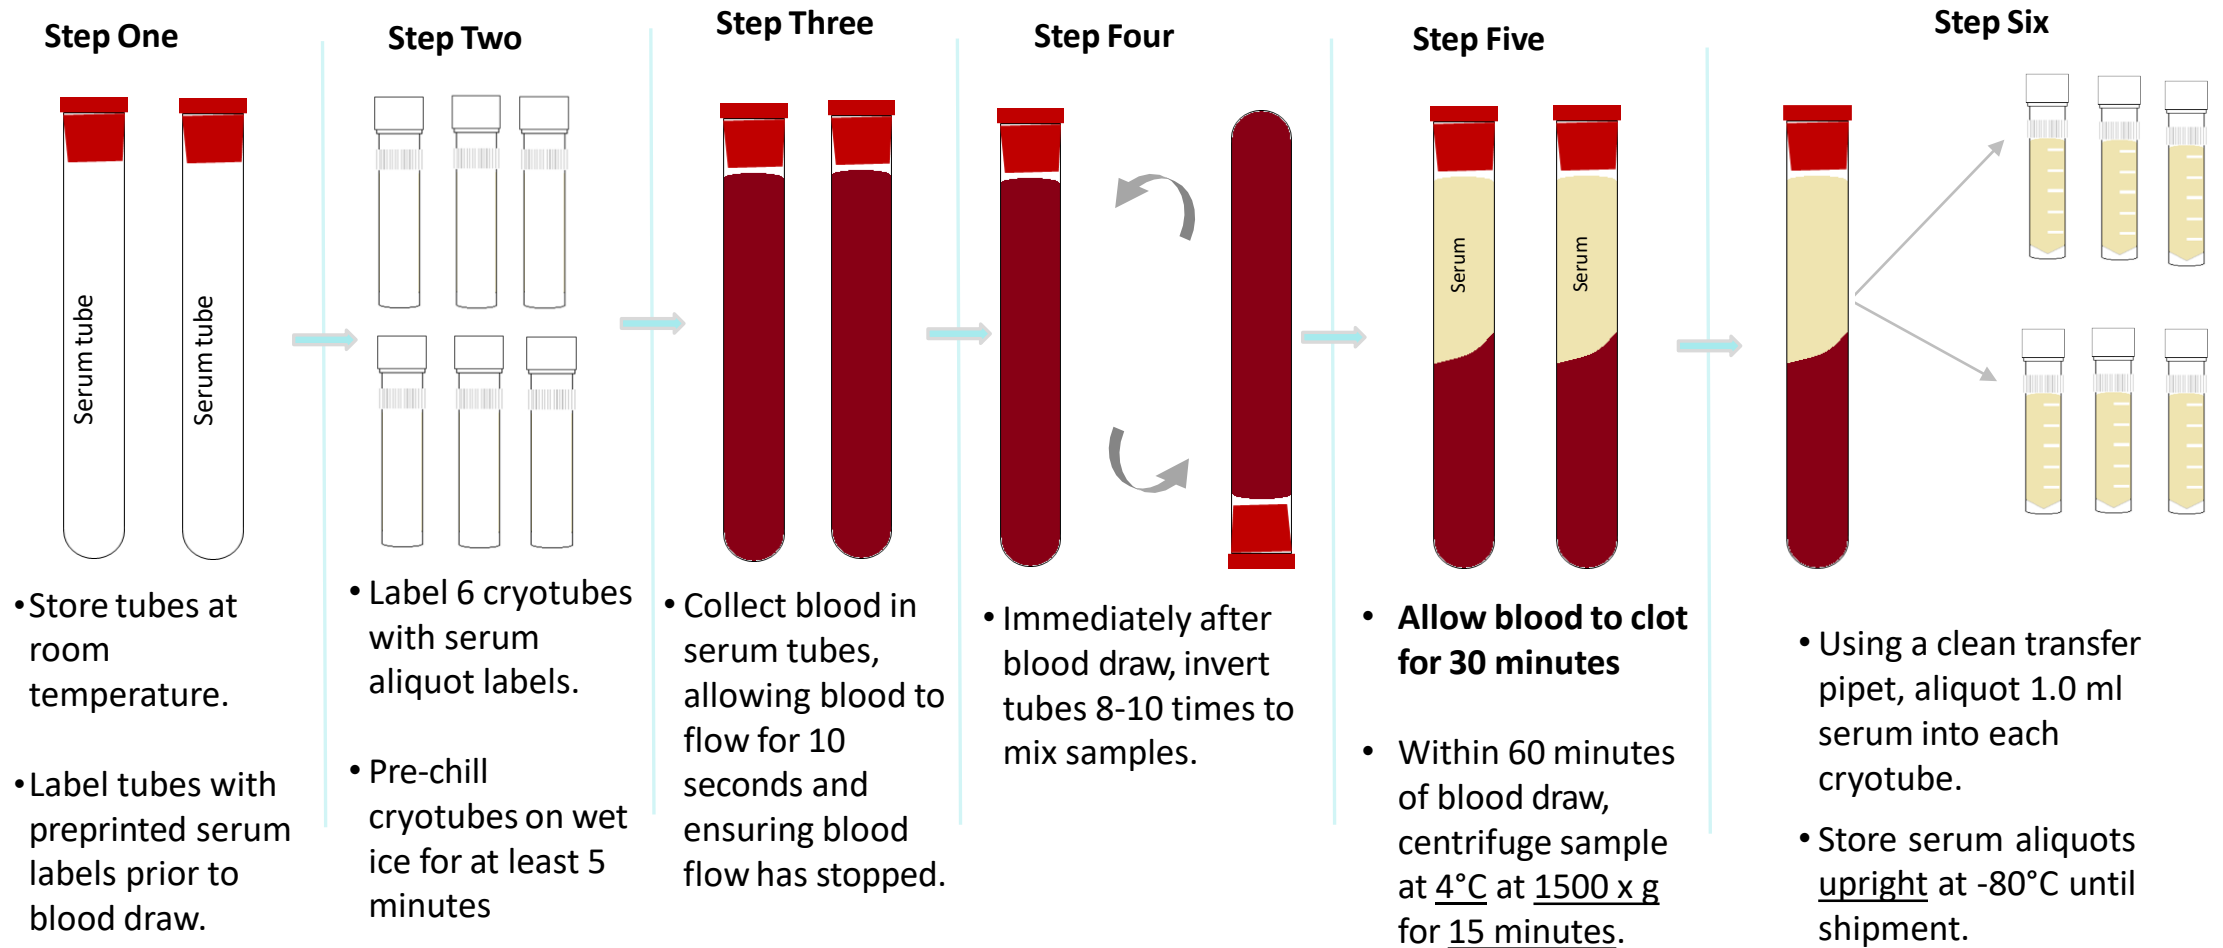 Step One
Serum tube
Serum tube
•Store tubes at
room
temperature.
•Label tubes with
preprinted serum
labels prior to
blood draw.
Step Two
• Label 6 cryotubes
with serum
aliquot labels.
• Pre-chill
cryotubes on wet
ice for at least 5
minutes
Step Three
• Collect blood in
serum tubes,
allowing blood to
flow for 10
seconds and
ensuring blood
flow has stopped.
Step Four
• Immediately after
blood draw, invert
tubes 8-10 times to
mix samples.
Step Five
Serum
Serum
• Allow blood to clot
for 30 minutes
• Within 60 minutes
of blood draw,
centrifuge sample
at 4°C at 1500 x g
for 15 minutes.
Step Six
• Using a clean transfer
pipet, aliquot 1.0 ml
serum into each
cryotube.
• Store serum aliquots
upright at -80°C until
shipment.